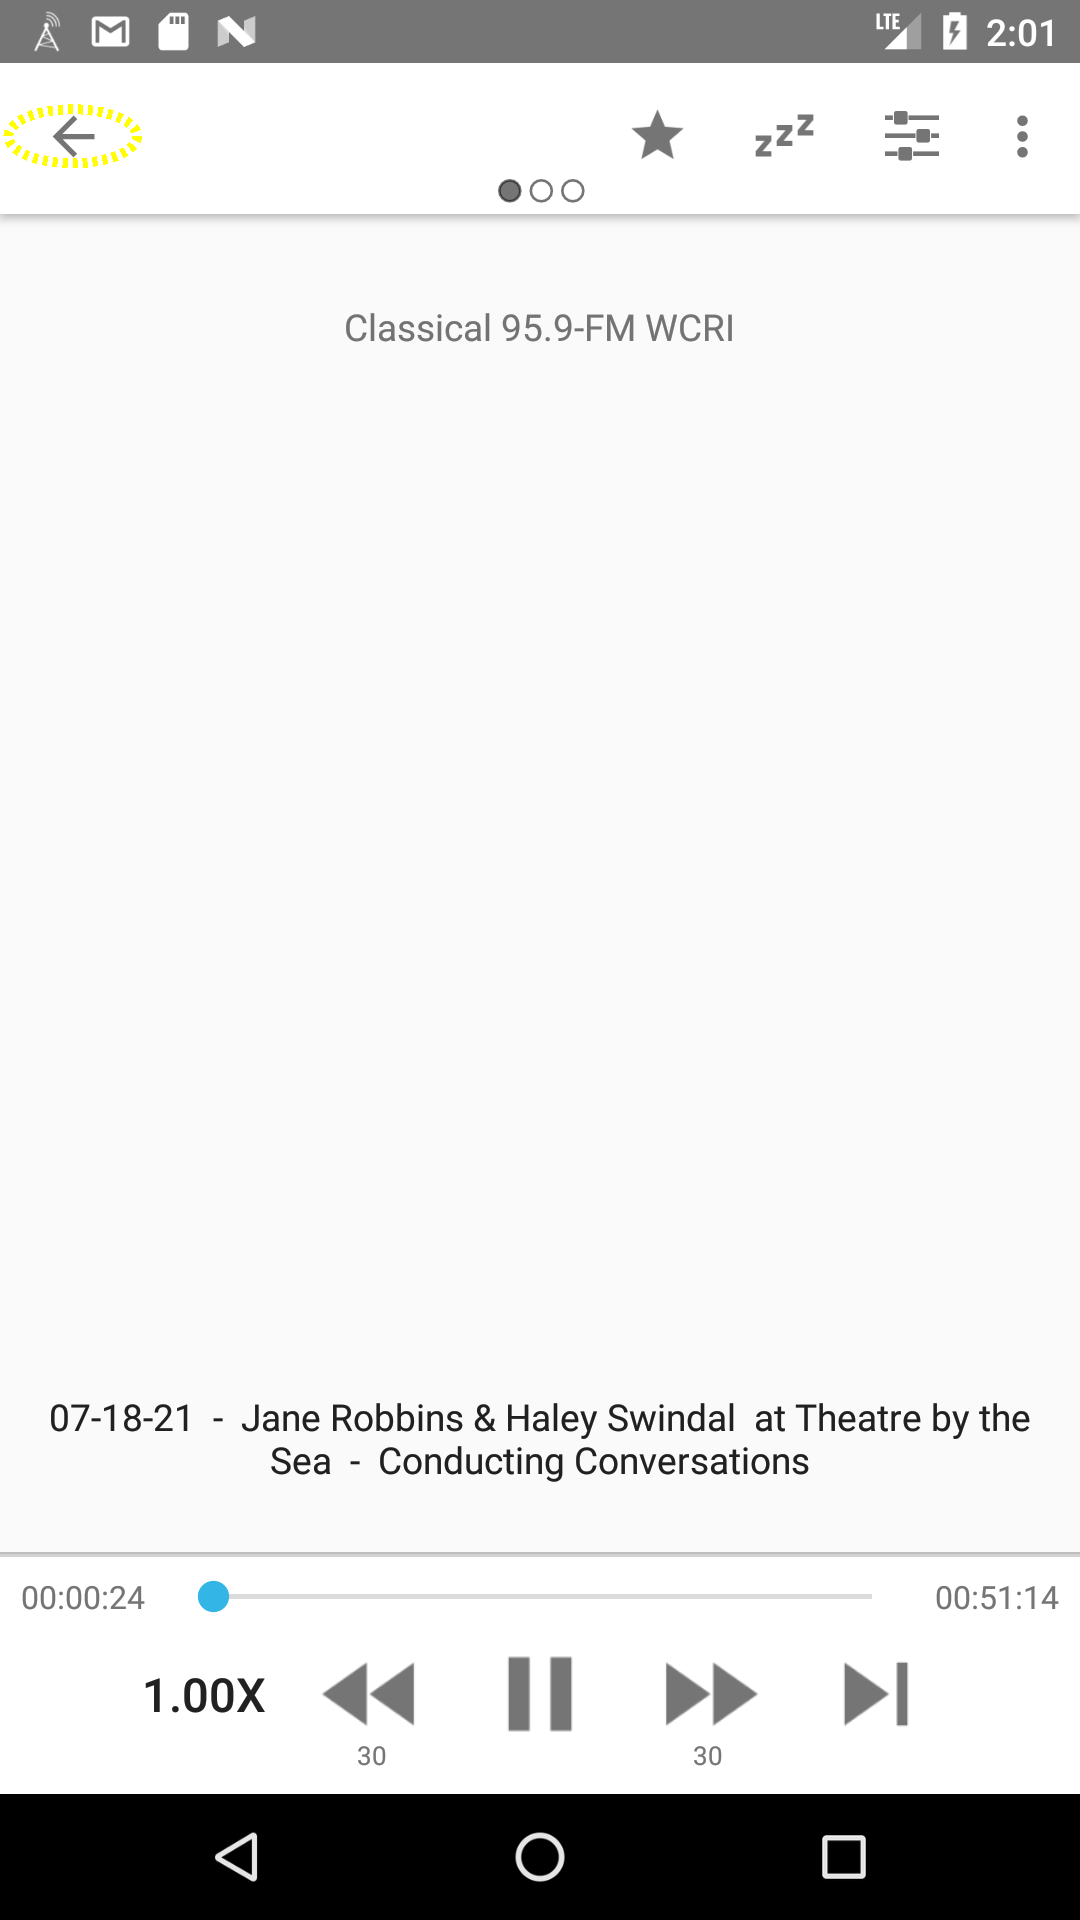 LTE 2:01
zzz
Classical 95.9-FM WCRI
07-18-21 - Jane Robbins & Haley Swindal at Theatre by the
Sea - Conducting Conversations
00:00:24 00:51:14
1.00X
30 30